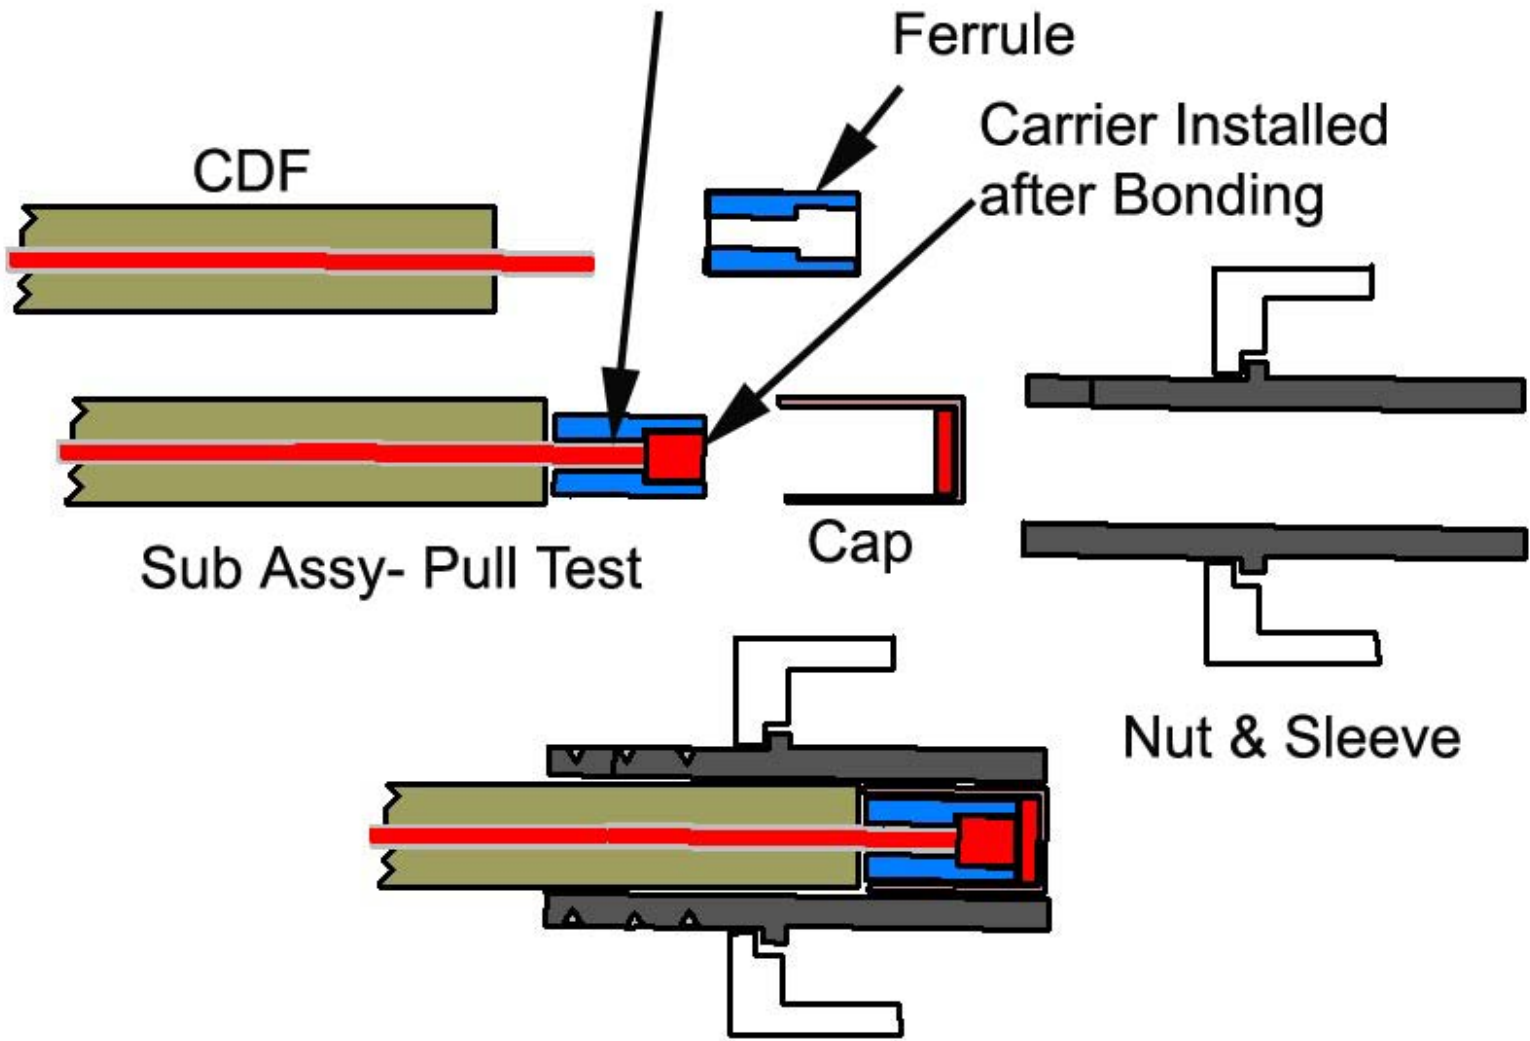 Ferrule
Carrier Installed
after Bonding
CDF
Sub Assy- Pull Test
Cap
Nut & Sleeve